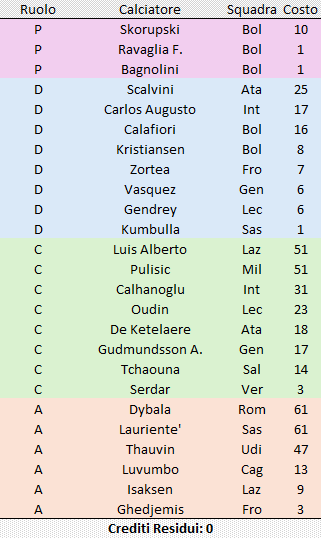 Ruolo Calciatore Squadra Costo
P Skorupski Bol 10
P Ravaglia F. Bol 1
P Bagnolini Bol 1
D Scalvini Ata 25
D Carlos Augusto Int 17
D Calafiori Bol 16
D Kristiansen Bol 8
D Zortea Fro 7
D Vasquez Gen 6
D Gendrey Lec 6
D Kumbulla Sas 1
C Luis Alberto Laz 51
C Pulisic Mil 51
C Calhanoglu Int 31
C Oudin Lec 23
C De Ketelaere Ata 18
C Gudmundsson A. Gen 17
C Tchaouna Sal 14
C Serdar Ver 3
A Dybala Rom 61
A Lauriente' Sas 61
A Thauvin Udi 47
A Luvumbo Cag 13
A Isaksen Laz 9
A Ghedjemis Fro 3
Crediti Residui: 0